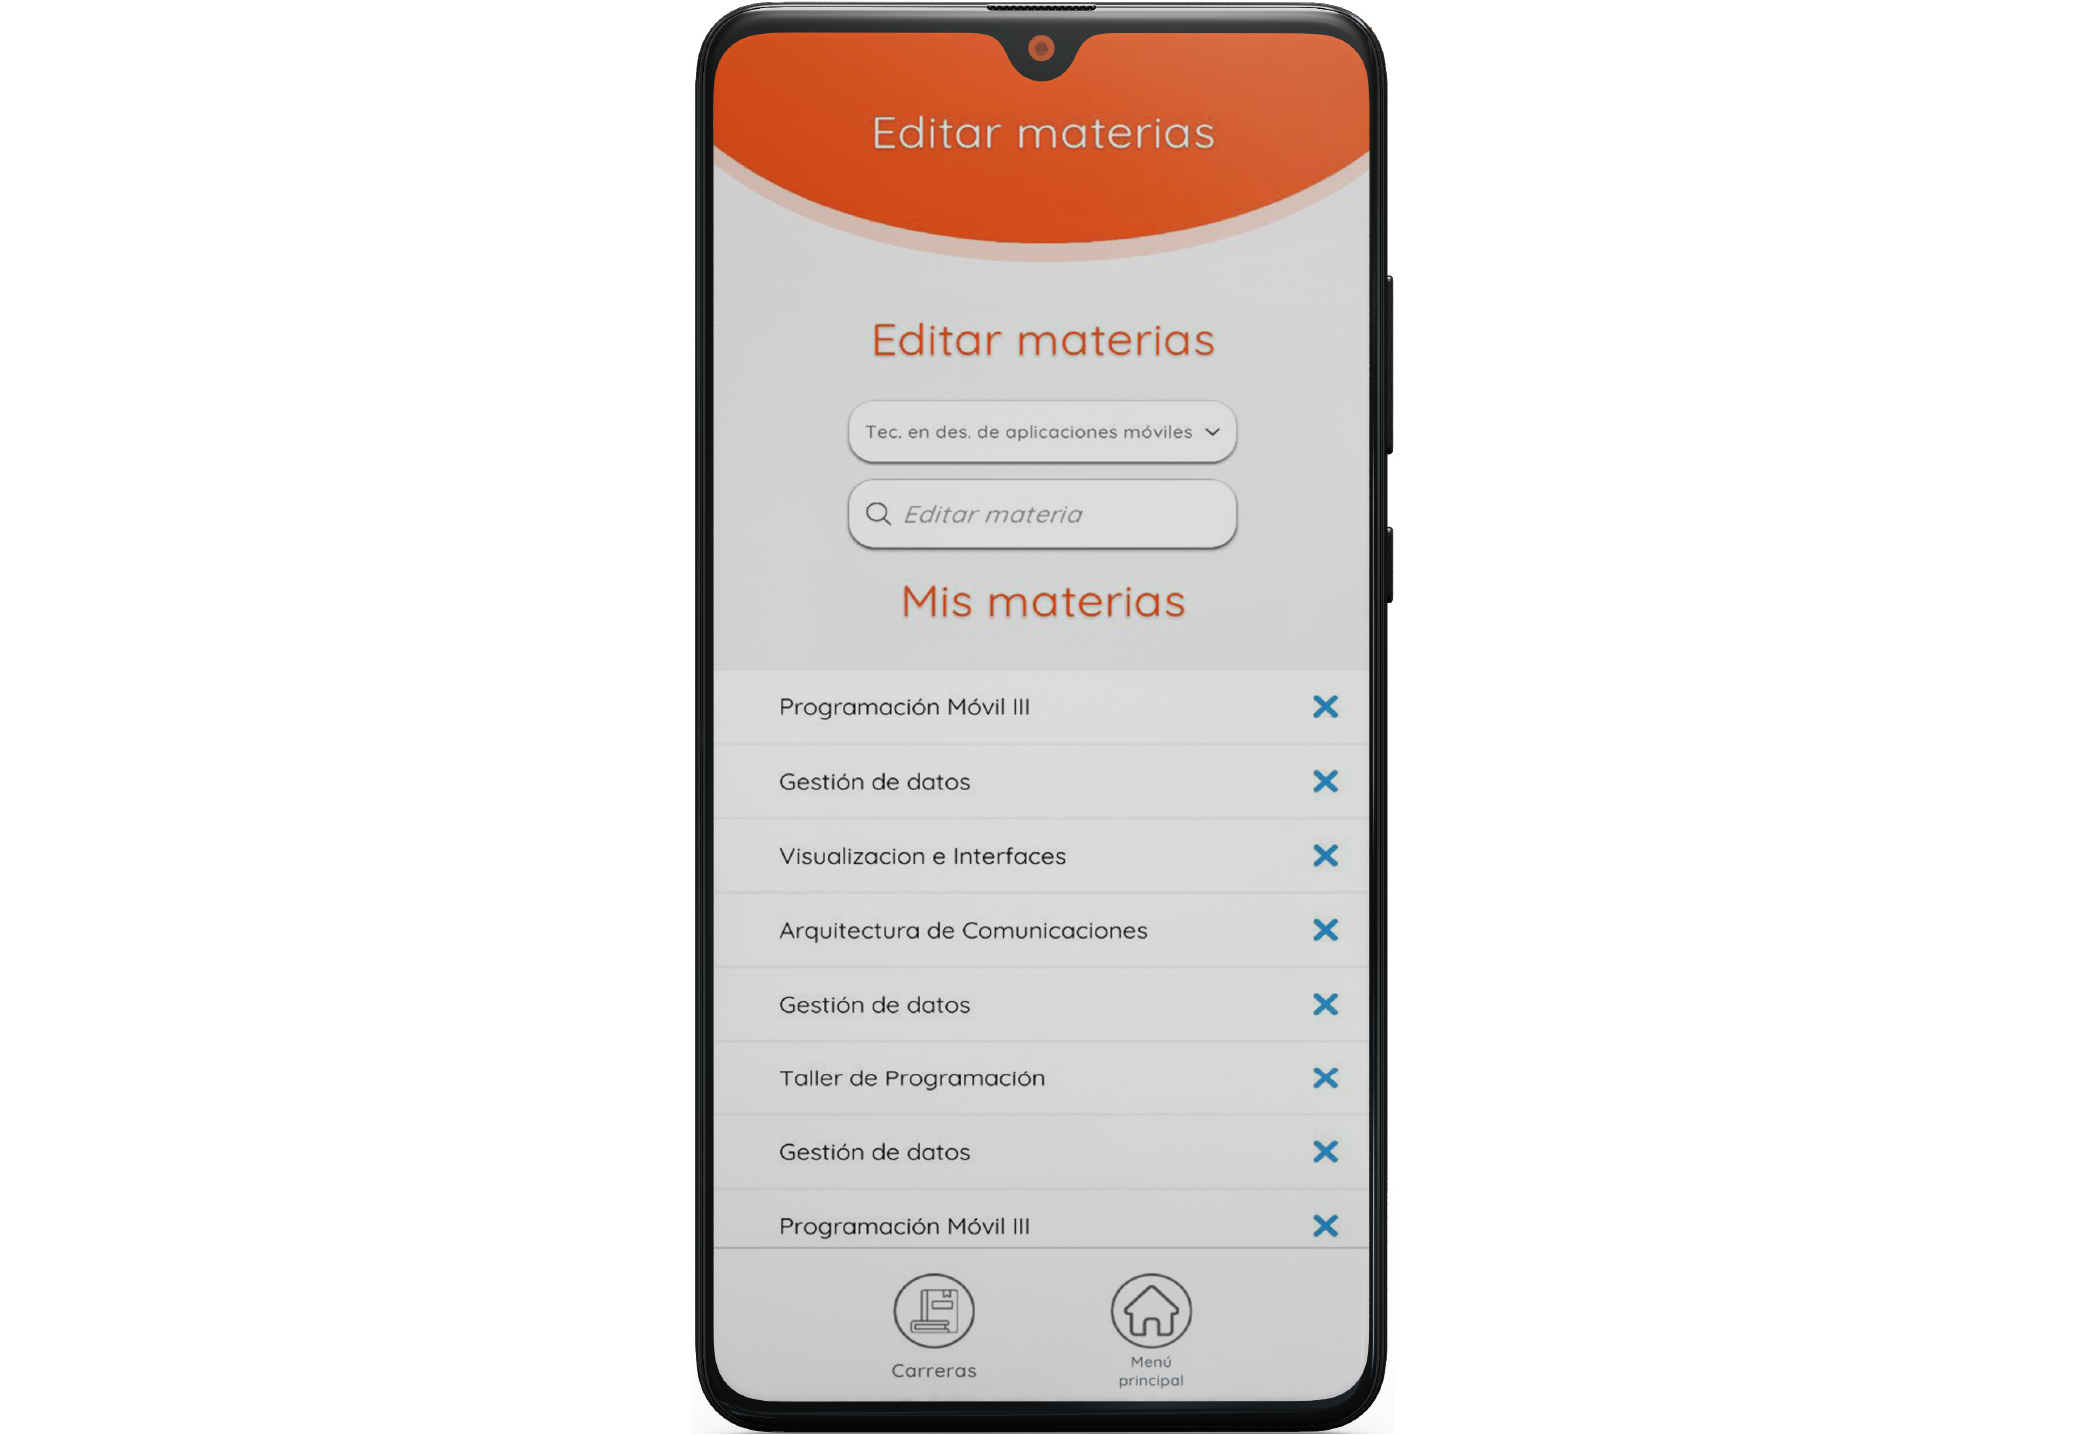 Editar materias
Editar materias
Tec. en des. de aplicaciones móviles
Editar materia
Mis materias
Programación Móvil III
Gestión de datos
Visualizacion e Interfaces
Arquitectura de Comunicaciones
Gestión de datos
Taller de Programación
Gestión de datos
Programación Móvil III
Carreras
Menú
principal